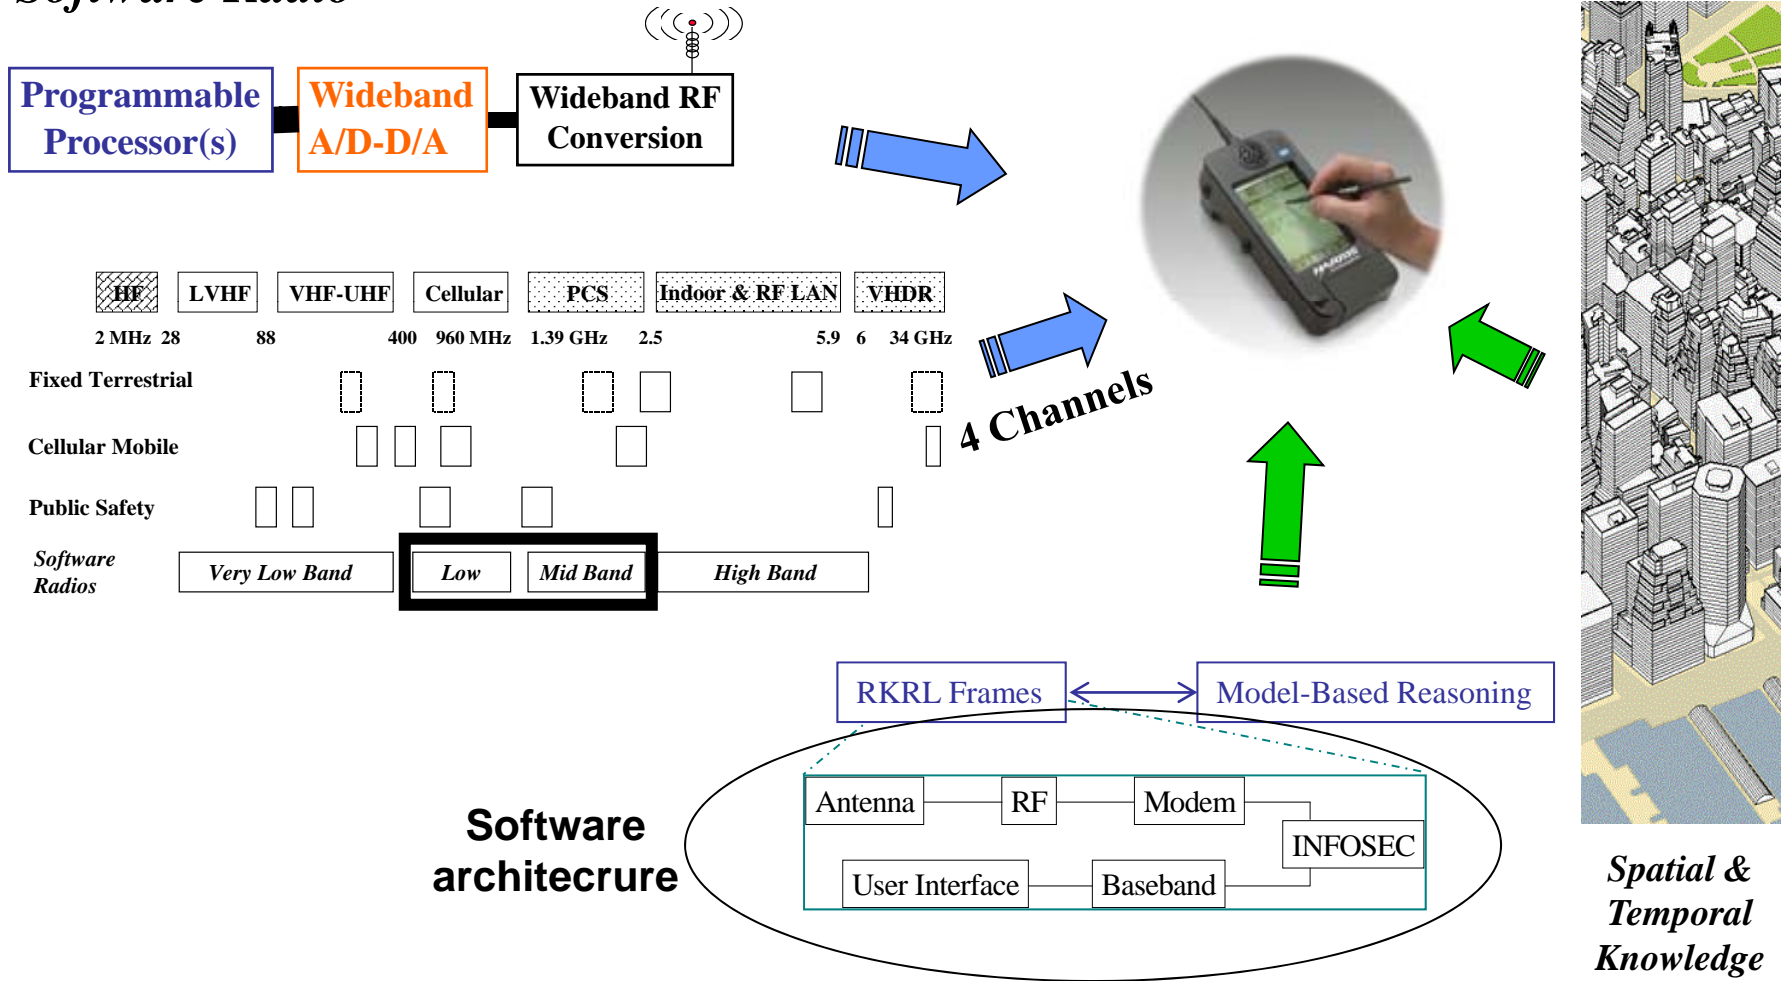 Software Radio
Programmable
Processor(s)
Wideband
A/D-D/A
Wideband RF
Conversion
HF
LVHF
VHF-UHF
Cellular
PCS
Indoor & RF LAN
VHDR
2 MHz 28 88 400 960 MHz 1.39 GHz 2.5 5.9 6 34 GHz
Fixed Terrestrial
Cellular Mobile
Public Safety
Software
Radios
Very Low Band
Low
Mid Band
High Band
4 Channels
HARRIS
RKRL Frames
Model-Based Reasoning
Antenna
RF
Modem
INFOSEC
User Interface
Baseband
Software
architecrure
Spatial &
Temporal
Knowledge